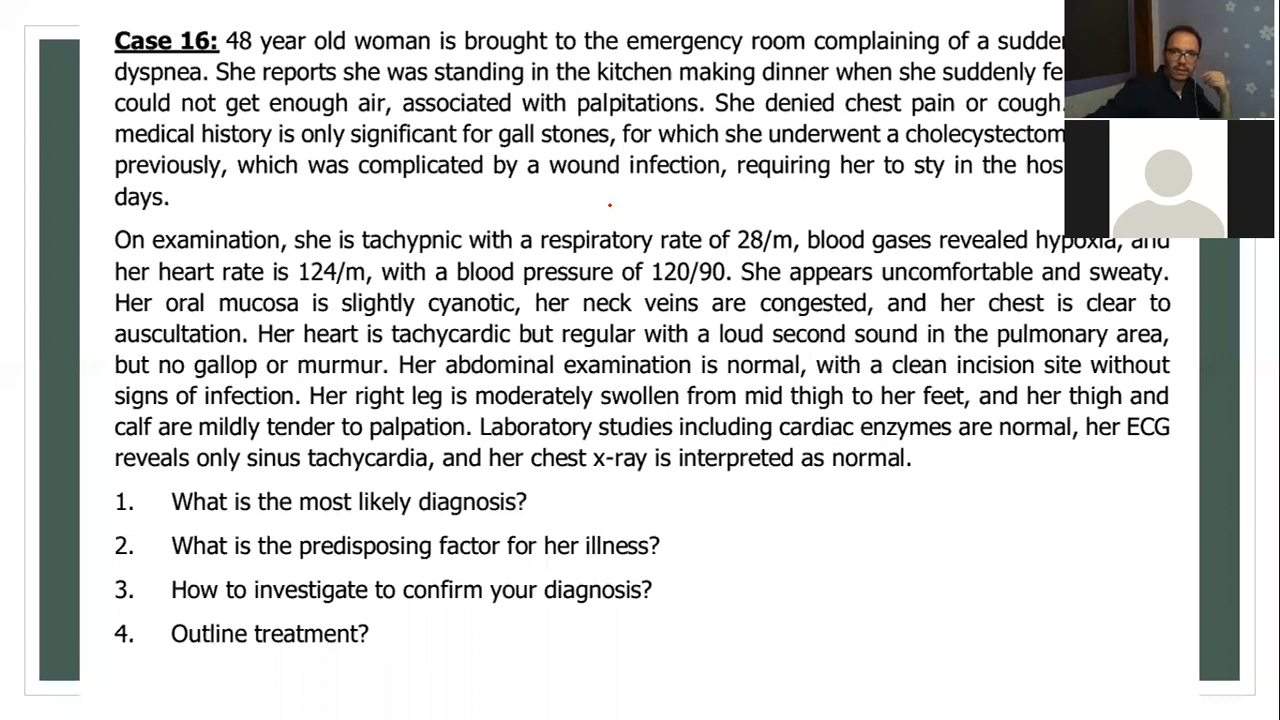 Case 16: 48 year old woman is brought to the emergency room complaining of a
dyspnea. She reports she was standing in the kitchen making dinner when she suddenly
could not get enough air, associated with palpitations. She denied chest pain or cough.
medical history is only significant for gall stones, for which she underwent a
previously, which was complicated by a wound infection, requiring her to sty in the
days.
On examination, she is tachypnic with a respiratory rate of 28/m, blood gases revealed hypoxia, and
her heart rate is 124/m, with a blood pressure of 120/90. She appears uncomfortable and sweaty.
Her oral mucosa is slightly cyanotic, her neck veins are congested, and her chest is clear to
auscultation. Her heart is tachycardic but regular with a loud second sound in the pulmonary area,
but no gallop or murmur. Her abdominal examination is normal, with a clean incision site without
signs of infection. Her right leg is moderately swollen from mid thigh to her feet, and her thigh and
calf are mildly tender to palpation. Laboratory studies including cardiac enzymes are normal, her ECG
reveals only sinus tachycardia, and her chest x-ray is interpreted as normal.
1. What is the most likely diagnosis?
2. What is the predisposing factor for her illness?
3. How to investigate to confirm your diagnosis?
4. Outline treatment?